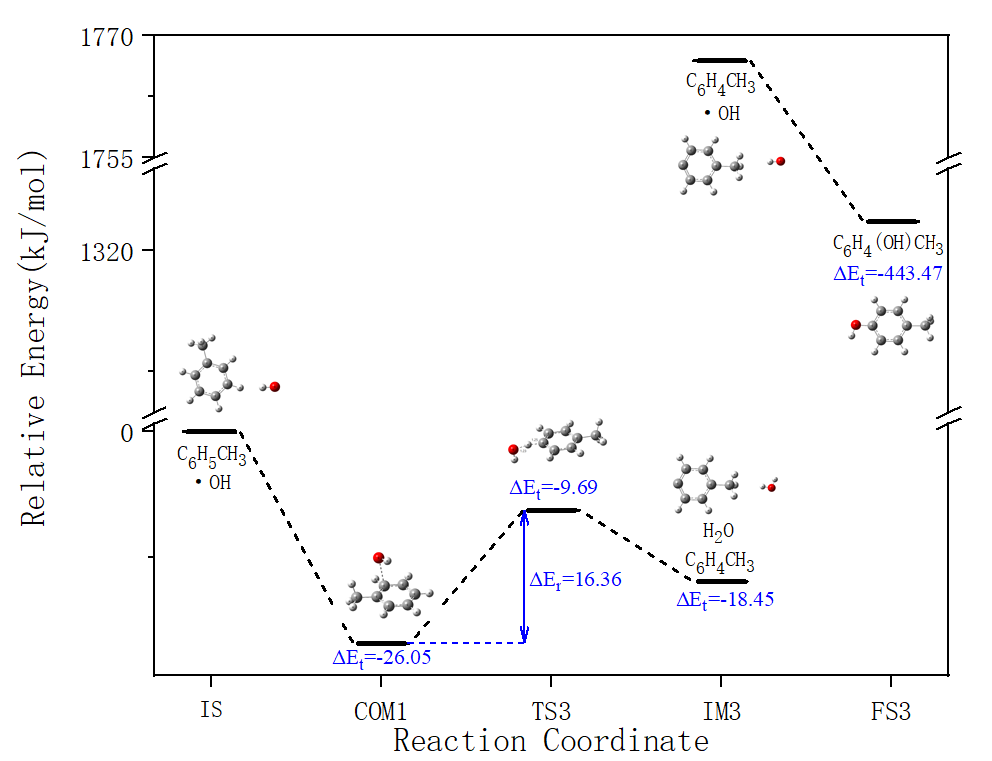 1770
1755
1320
0
Relative Energy(kJ/mol)
C6H4CH3
·OH
C6H4(OH)CH3
ΔEt=-443.47
C6H5CH3
·OH
ΔEt=-9.69
H2O
C6H4CH3
ΔEr=16.36
ΔEt=-18.45
ΔEt=-26.05
IS
COM1
TS3
IM3
FS3
Reaction Coordinate